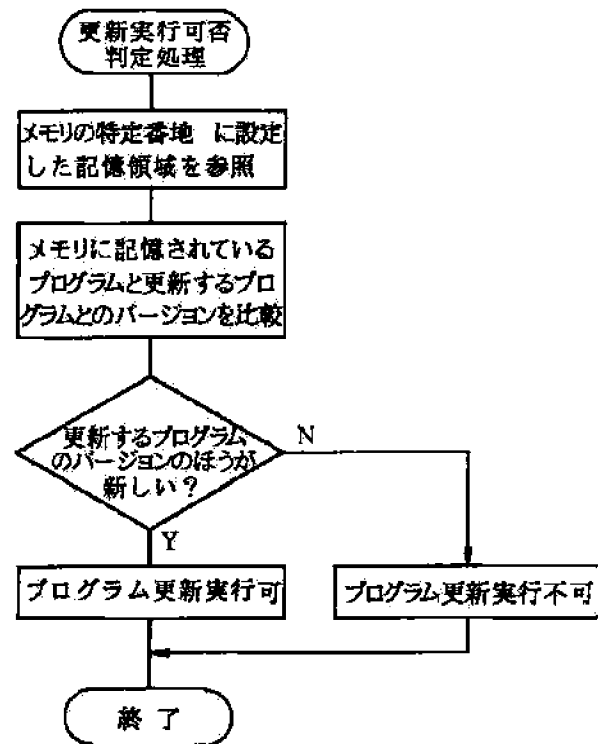 更新実行可否
判定処理
メモリの特定番地 に設定
した記憶領域を参照
メモリに記憶されている
プログラムと更新するプロ
グラムとのバージョンを比較
更新するプログラム
のバージョンのほうが
新しい?
N
Y
プログラム更新実行可
プログラム更新実行不可
終了